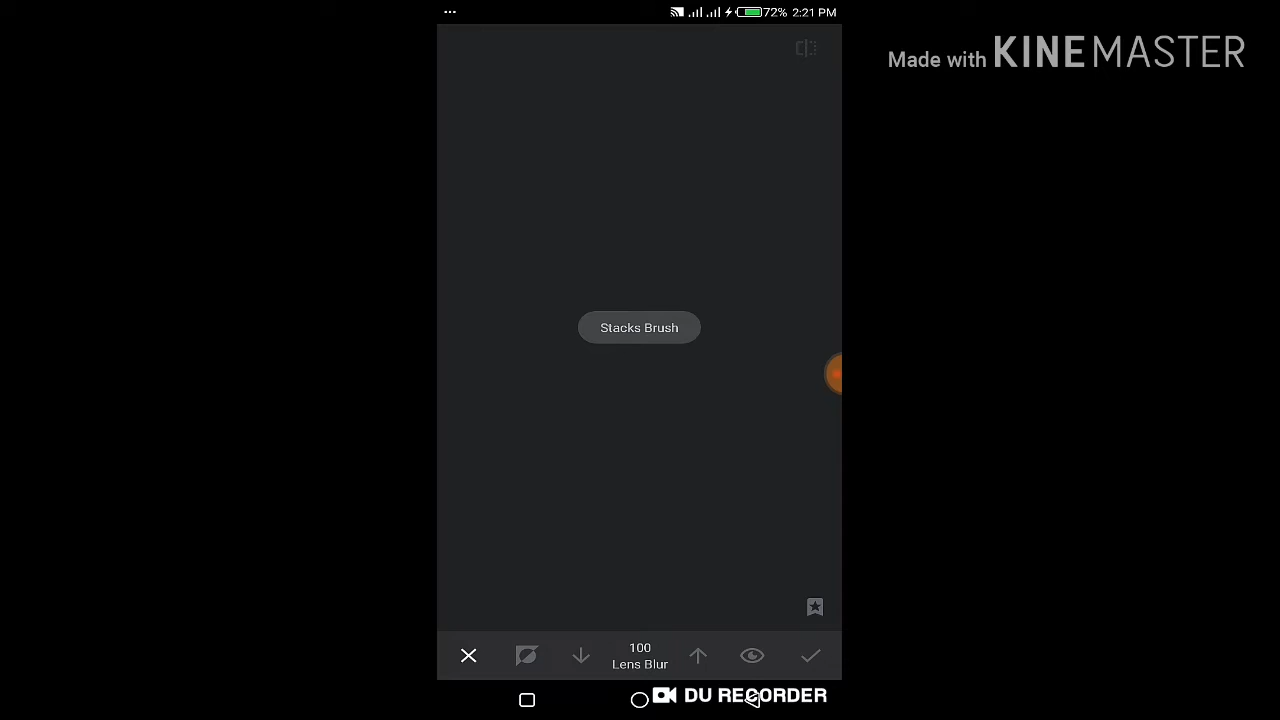 72% 2:21 PM
Made with KINEMASTER
Stacks Brush
100
Lens Blur
DU RECORDER